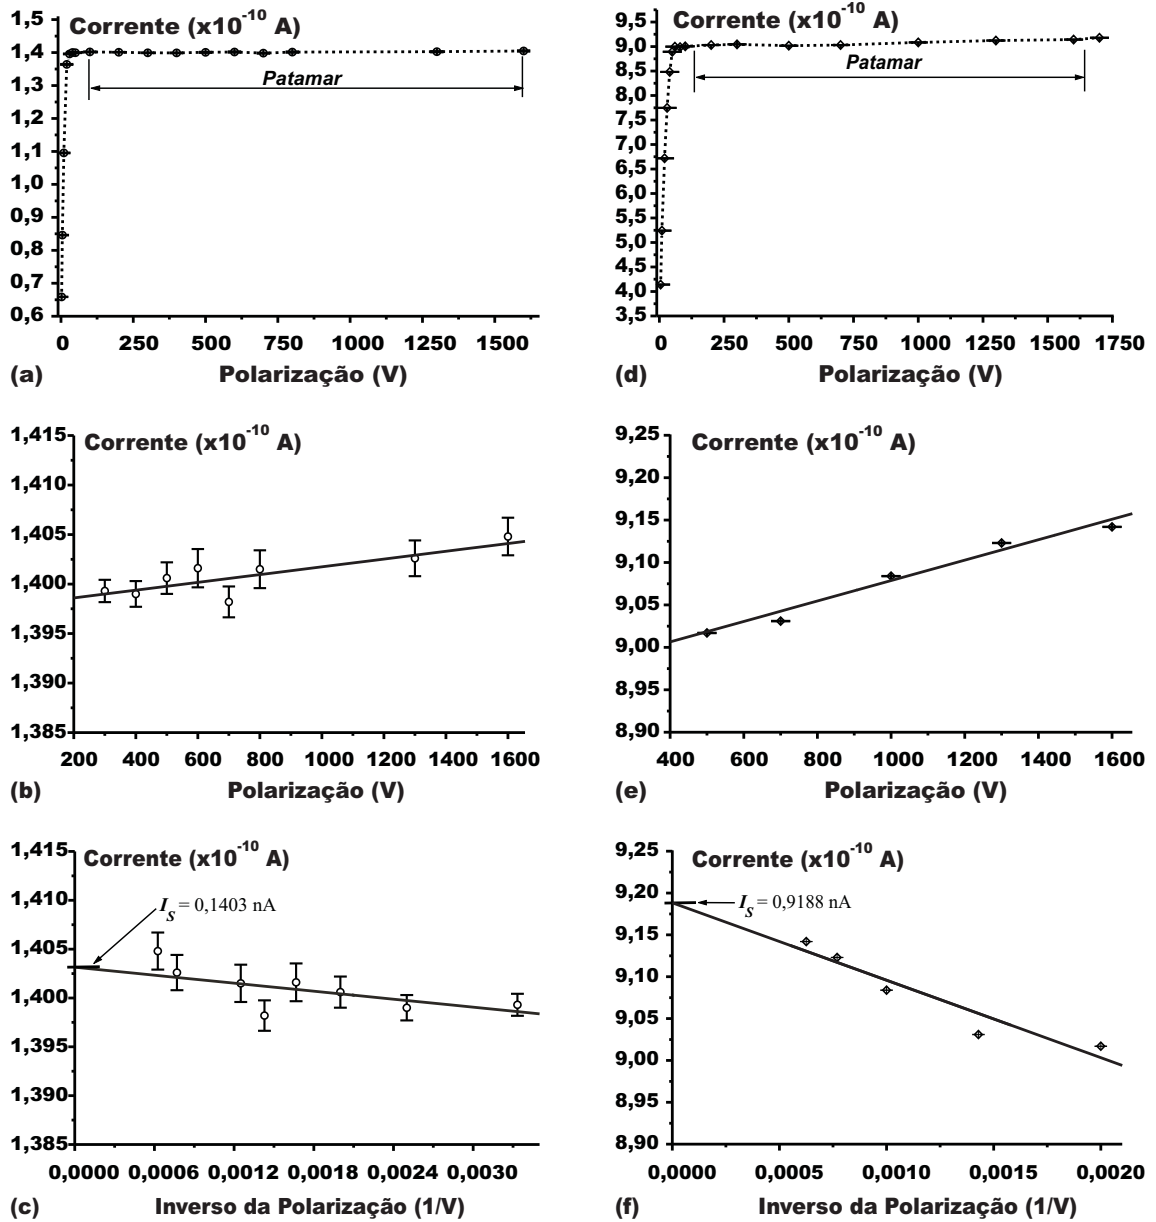 Corrente (x10⁻¹⁰ A)
1,5
1,4
1,3
1,2
1,1
1,0
0,9
0,8
0,7
0,6
Patamar
0 250 500 750 1000 1250 1500
(a) Polarização (V)
Corrente (x10⁻¹⁰ A)
9,5
9,0
8,5
8,0
7,5
7,0
6,5
6,0
5,5
5,0
4,5
4,0
3,5
Patamar
0 250 500 750 1000 1250 1500 1750
(d) Polarização (V)
Corrente (x10⁻¹⁰ A)
1,415
1,410
1,405
1,400
1,395
1,390
1,385
200 400 600 800 1000 1200 1400 1600
(b) Polarização (V)
Corrente (x10⁻¹⁰ A)
9,25
9,20
9,15
9,10
9,05
9,00
8,95
8,90
400 600 800 1000 1200 1400 1600
(e) Polarização (V)
Corrente (x10⁻¹⁰ A)
1,415
1,410
1,405
1,400
1,395
1,390
1,385
I_S = 0,1403 nA
0,0000 0,0006 0,0012 0,0018 0,0024 0,0030
(c) Inverso da Polarização (1/V)
Corrente (x10⁻¹⁰ A)
9,25
9,20
9,15
9,10
9,05
9,00
8,95
8,90
I_S = 0,9188 nA
0,0000 0,0005 0,0010 0,0015 0,0020
(f) Inverso da Polarização (1/V)